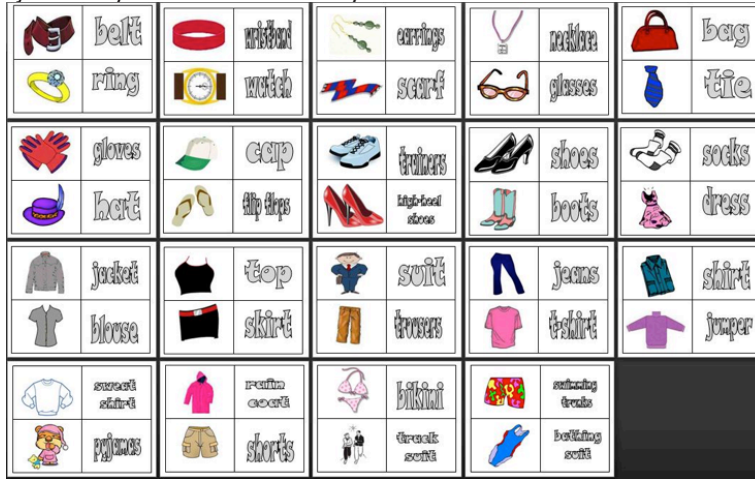 belt
ring
wristband
watch
earrings
scarf
necklace
glasses
bag
tie
gloves
hat
cap
flip flops
trainers
high-heel
shoes
shoes
boots
socks
dress
jacket
blouse
top
skirt
suit
trousers
jeans
t-shirt
shirt
jumper
sweat
shirt
pyjamas
rain
coat
shorts
bikini
track
suit
swimming
trunks
bathing
suit